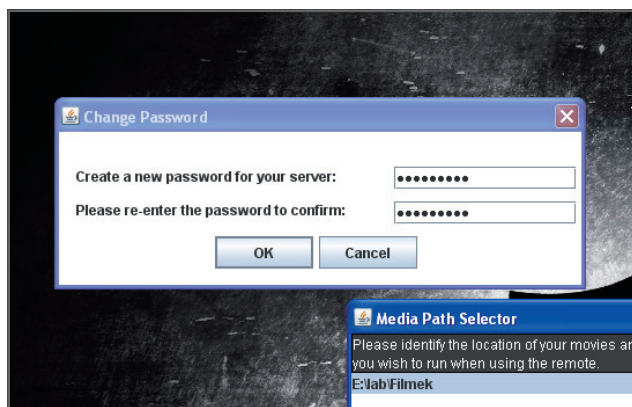 Change Password
Create a new password for your server:
Please re-enter the password to confirm:
OK Cancel
Media Path Selector
Please identify the location of your movies
you wish to run when using the remote.
E:\lab\Filmek